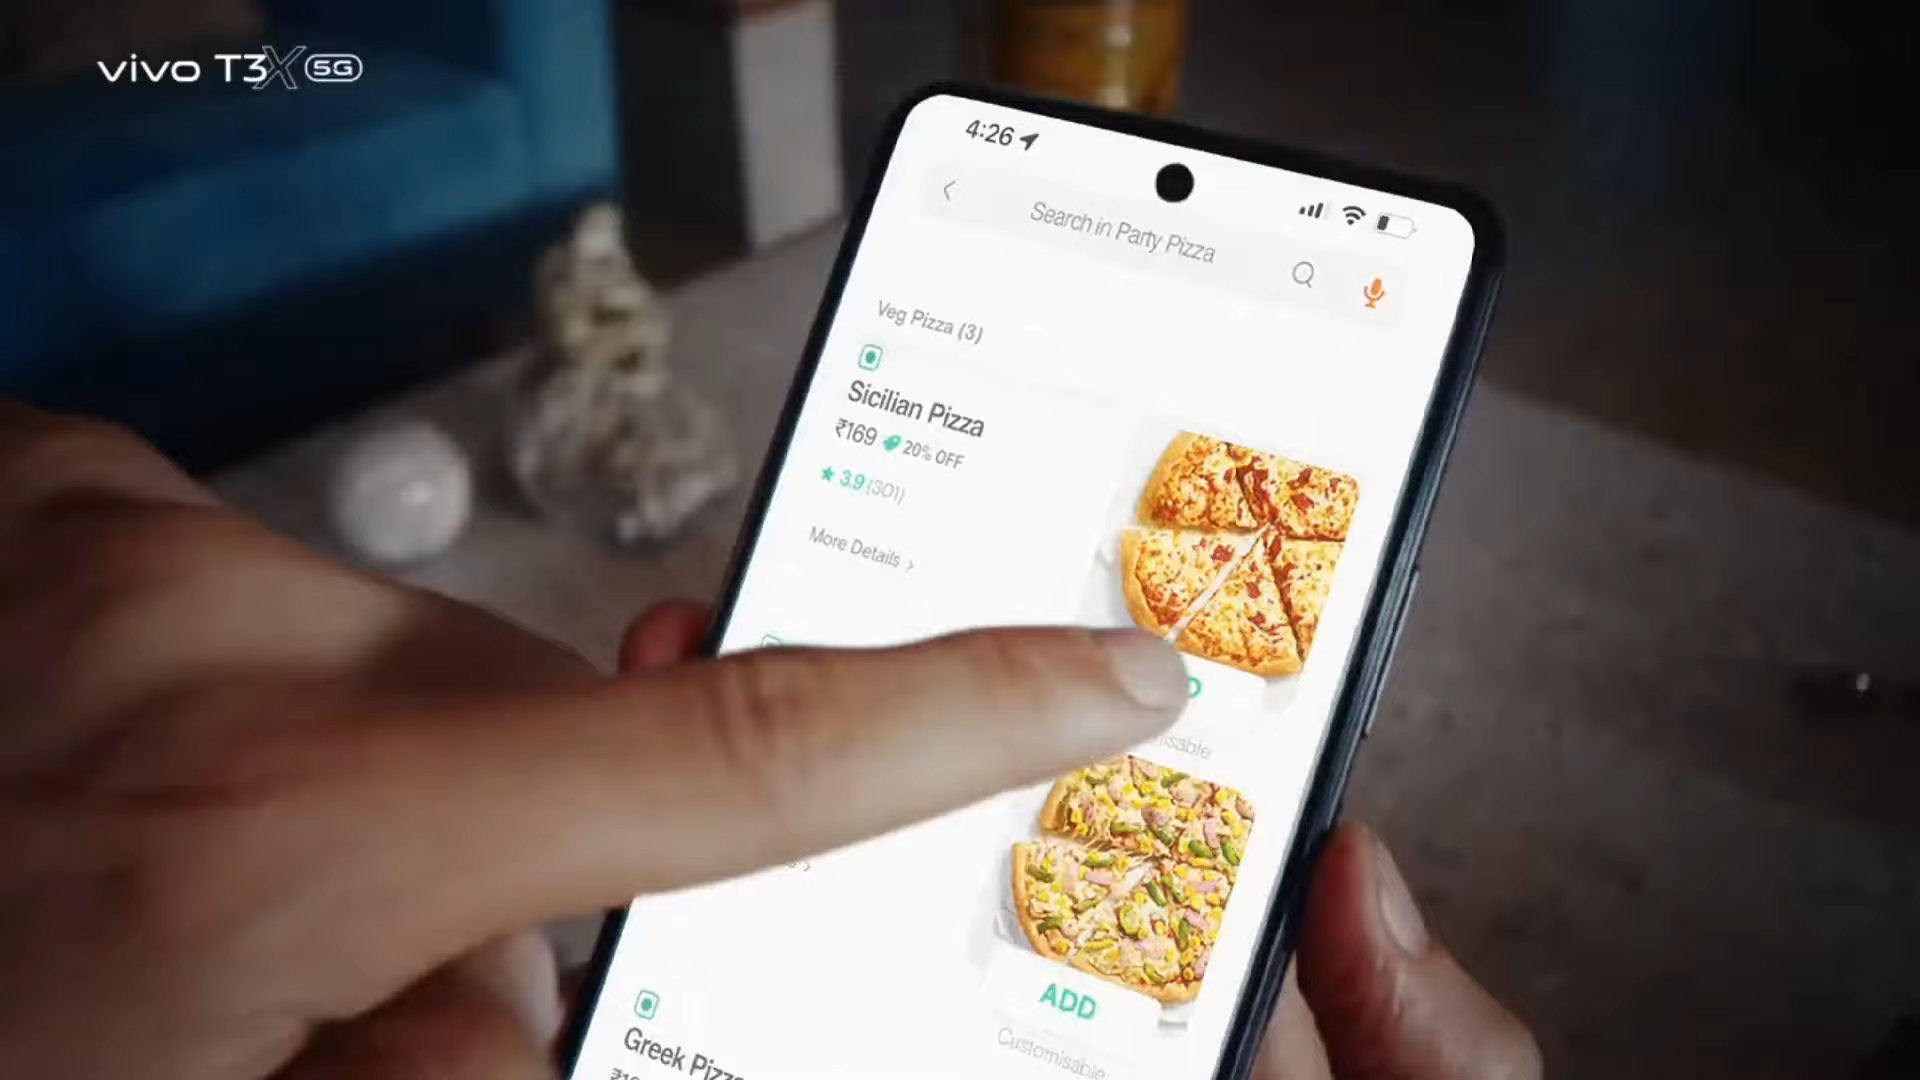 vivo T3X 5G
4:26
Search in Party Pizza
Veg Pizza (3)
Sicilian Pizza
₹169 20% OFF
3.9 (301)
More Details >
ADD
Customisable
Greek